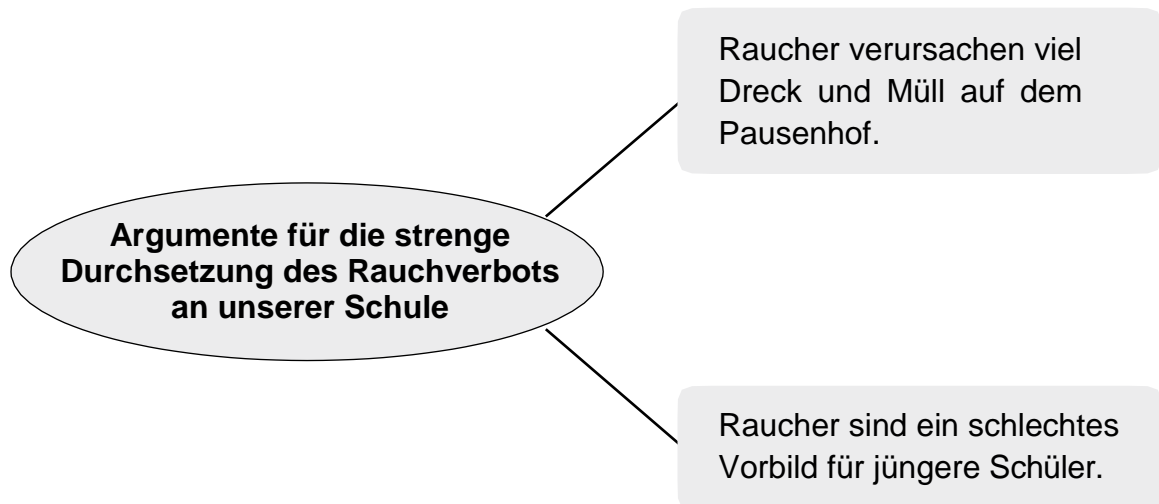 Raucher verursachen viel
Dreck und Müll auf dem
Pausenhof.
Argumente für die strenge
Durchsetzung des Rauchverbots
an unserer Schule
Raucher sind ein schlechtes
Vorbild für jüngere Schüler.